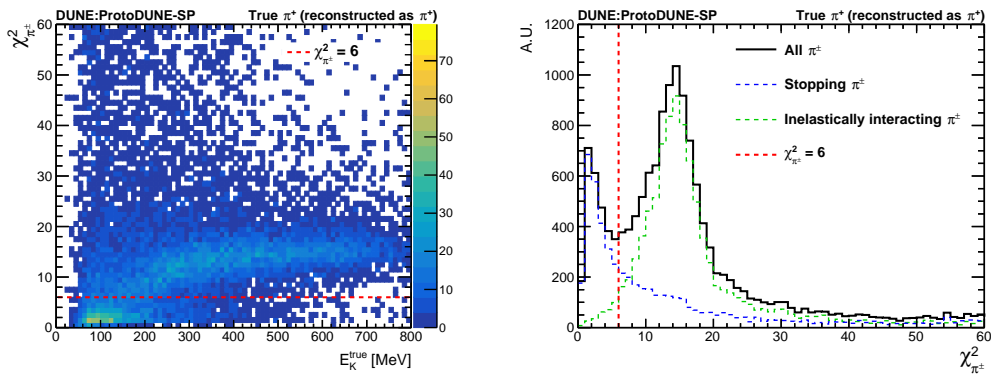 DUNE:ProtoDUNE-SP True π⁺ (reconstructed as π⁺)
χ²π±
60
50
40
30
20
10
0
χ²π± = 6
70
60
50
40
30
20
10
0
0 100 200 300 400 500 600 700 800
E_K^true [MeV]
DUNE:ProtoDUNE-SP True π⁺ (reconstructed as π⁺)
A.U.
1200
1000
800
600
400
200
0
All π±
Stopping π±
Inelastically interacting π±
χ²π± = 6
0 10 20 30 40 50 60
χ²π±